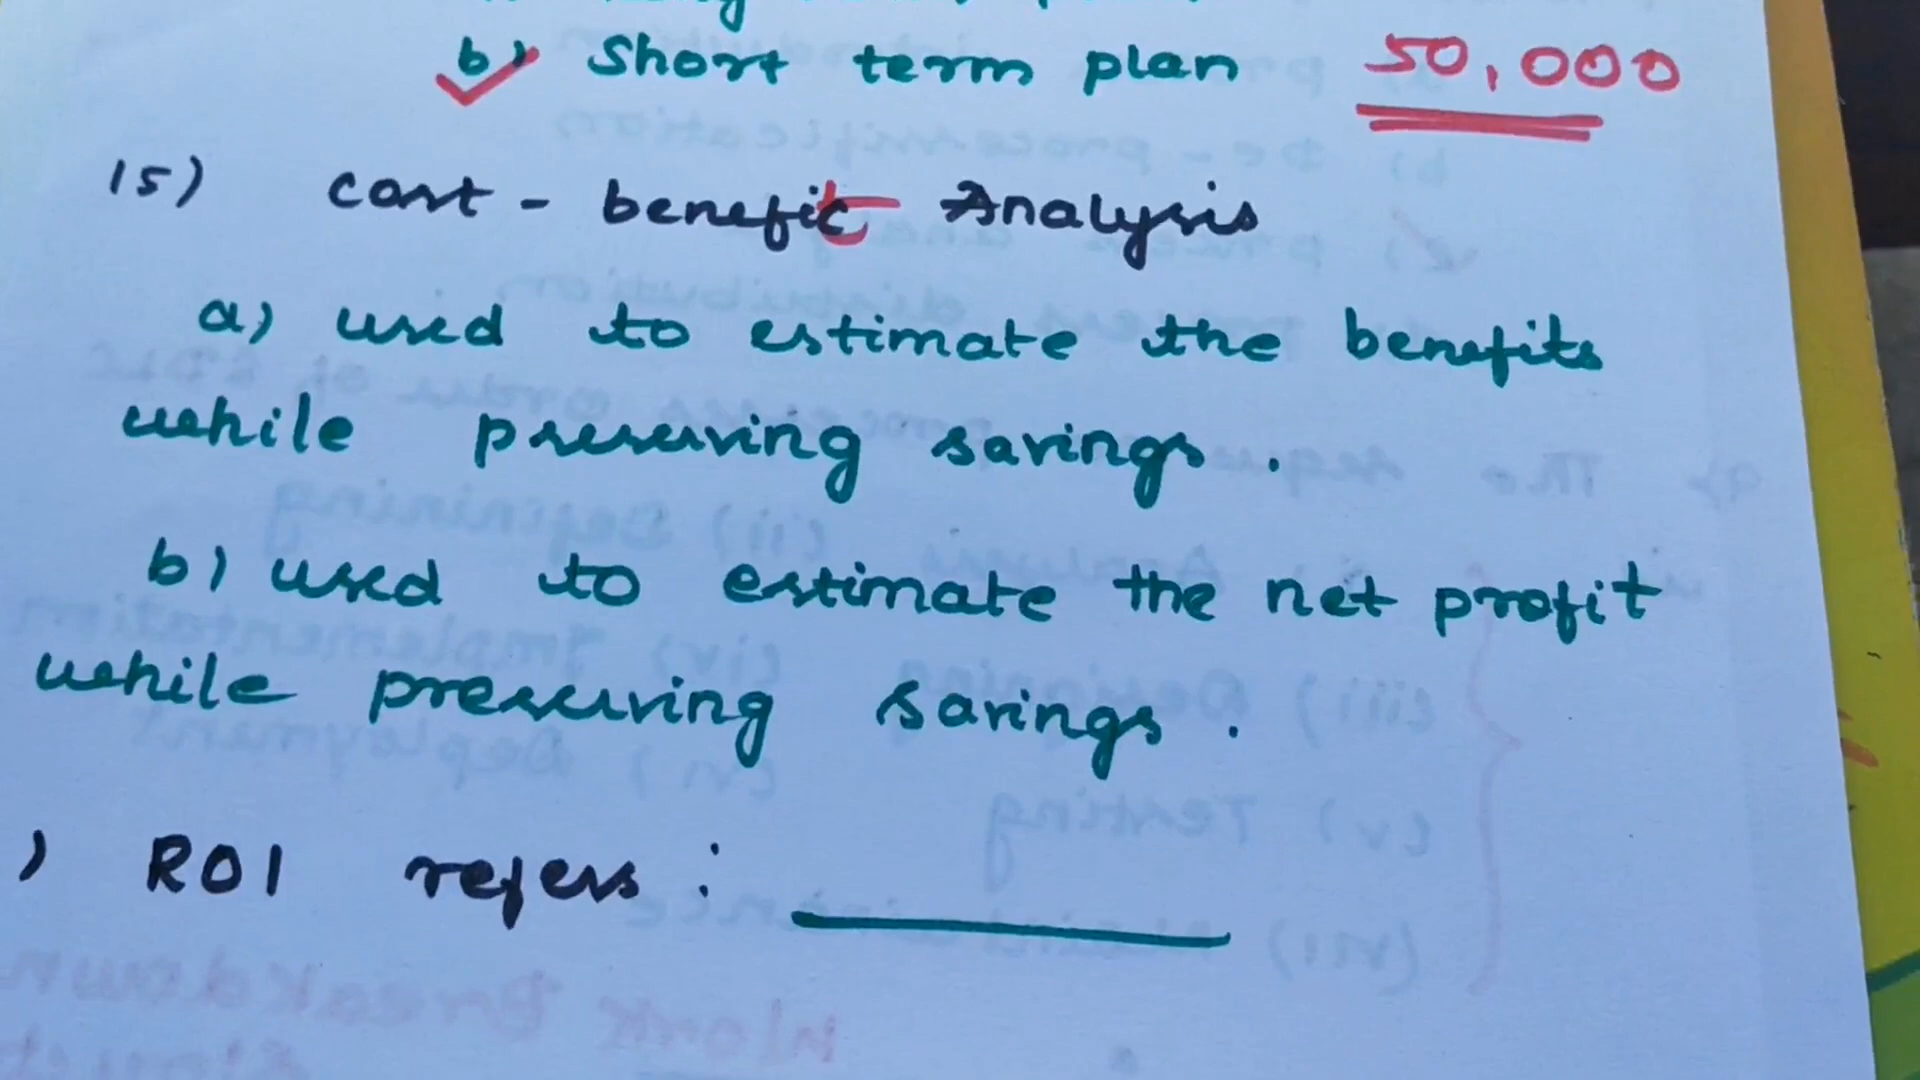 b) Short term plan 50,000
15) cost - benefit Analysis
a) used to estimate the benefits
while preserving savings.
b) used to estimate the net profit
while preserving savings.
) ROI refers :